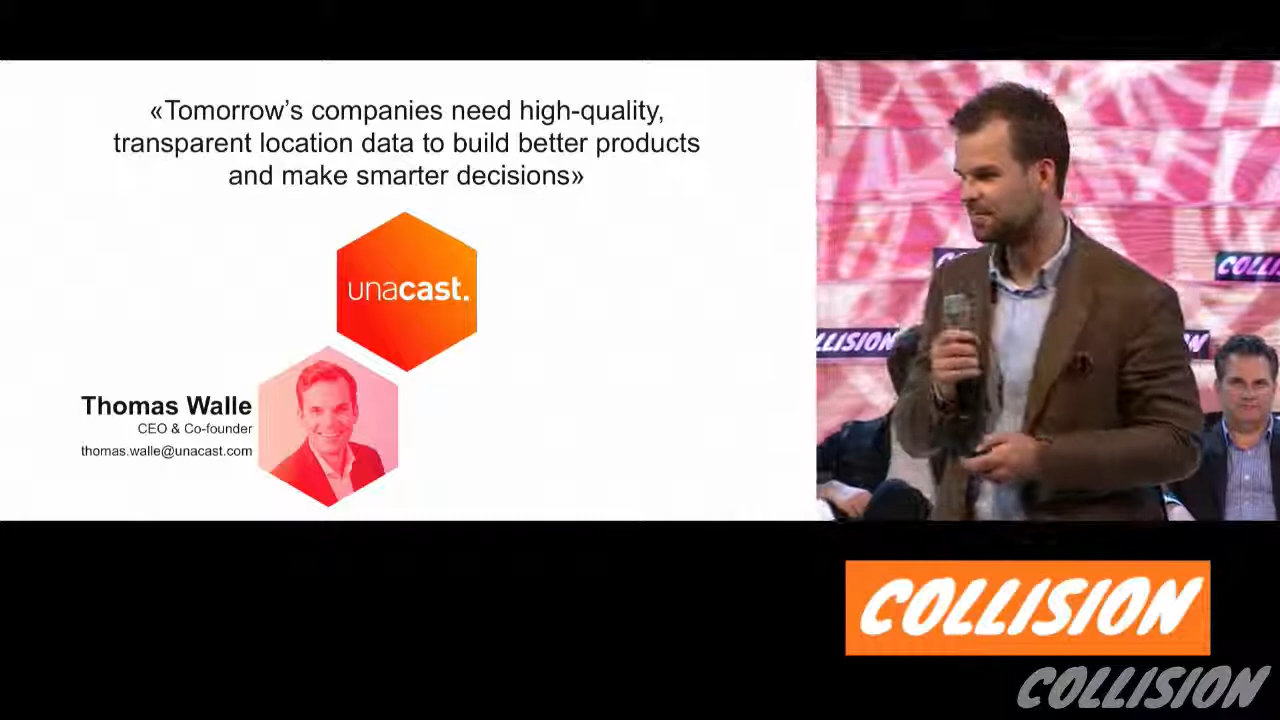 «Tomorrow's companies need high-quality,
transparent location data to build better products
and make smarter decisions»
unacast.
Thomas Walle
CEO & Co-founder
thomas.walle@unacast.com
COLLISION
COLLISION